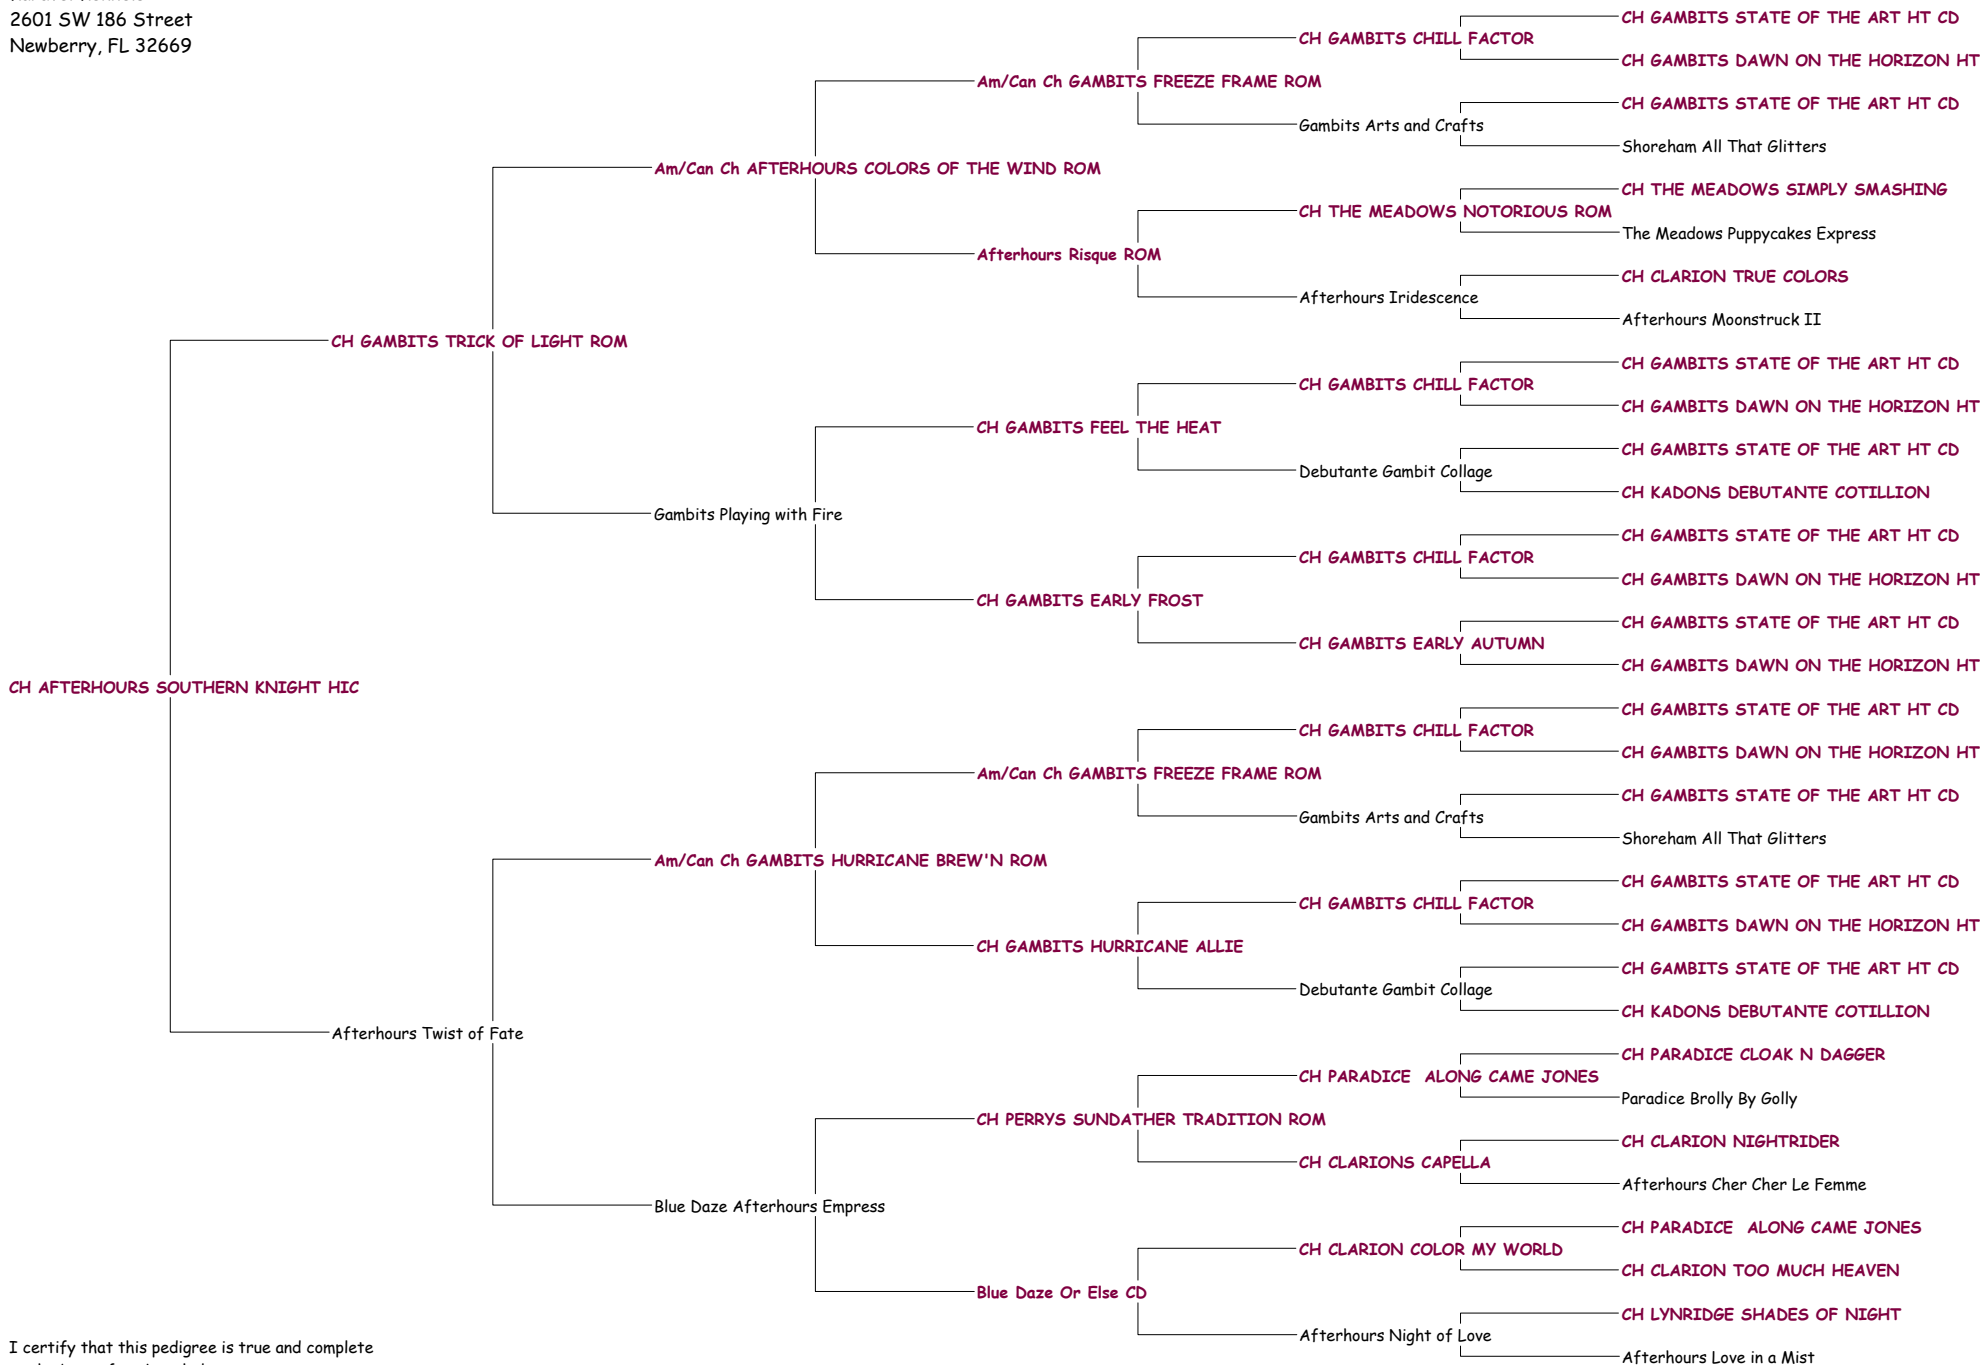 2601 SW 186 Street
Newberry, FL 32669
CH GAMBITS STATE OF THE ART HT CD
CH GAMBITS CHILL FACTOR
CH GAMBITS DAWN ON THE HORIZON HT
Am/Can Ch GAMBITS FREEZE FRAME ROM
CH GAMBITS STATE OF THE ART HT CD
Gambits Arts and Crafts
Shoreham All That Glitters
Am/Can Ch AFTERHOURS COLORS OF THE WIND ROM
CH THE MEADOWS SIMPLY SMASHING
CH THE MEADOWS NOTORIOUS ROM
The Meadows Puppycakes Express
Afterhours Risque ROM
CH CLARION TRUE COLORS
Afterhours Iridescence
Afterhours Moonstruck II
CH GAMBITS TRICK OF LIGHT ROM
CH GAMBITS STATE OF THE ART HT CD
CH GAMBITS CHILL FACTOR
CH GAMBITS DAWN ON THE HORIZON HT
CH GAMBITS FEEL THE HEAT
CH GAMBITS STATE OF THE ART HT CD
Debutante Gambit Collage
CH KADONS DEBUTANTE COTILLION
Gambits Playing with Fire
CH GAMBITS STATE OF THE ART HT CD
CH GAMBITS CHILL FACTOR
CH GAMBITS DAWN ON THE HORIZON HT
CH GAMBITS EARLY FROST
CH GAMBITS STATE OF THE ART HT CD
CH GAMBITS EARLY AUTUMN
CH GAMBITS DAWN ON THE HORIZON HT
CH AFTERHOURS SOUTHERN KNIGHT HIC
CH GAMBITS STATE OF THE ART HT CD
CH GAMBITS CHILL FACTOR
CH GAMBITS DAWN ON THE HORIZON HT
Am/Can Ch GAMBITS FREEZE FRAME ROM
CH GAMBITS STATE OF THE ART HT CD
Gambits Arts and Crafts
Shoreham All That Glitters
Am/Can Ch GAMBITS HURRICANE BREW'N ROM
CH GAMBITS STATE OF THE ART HT CD
CH GAMBITS CHILL FACTOR
CH GAMBITS DAWN ON THE HORIZON HT
CH GAMBITS HURRICANE ALLIE
CH GAMBITS STATE OF THE ART HT CD
Debutante Gambit Collage
CH KADONS DEBUTANTE COTILLION
Afterhours Twist of Fate
CH PARADICE CLOAK N DAGGER
CH PARADICE  ALONG CAME JONES
Paradice Brolly By Golly
CH PERRYS SUNDATHER TRADITION ROM
CH CLARION NIGHTRIDER
CH CLARIONS CAPELLA
Afterhours Cher Cher Le Femme
Blue Daze Afterhours Empress
CH PARADICE  ALONG CAME JONES
CH CLARION COLOR MY WORLD
CH CLARION TOO MUCH HEAVEN
Blue Daze Or Else CD
CH LYNRIDGE SHADES OF NIGHT
Afterhours Night of Love
Afterhours Love in a Mist
I certify that this pedigree is true and complete